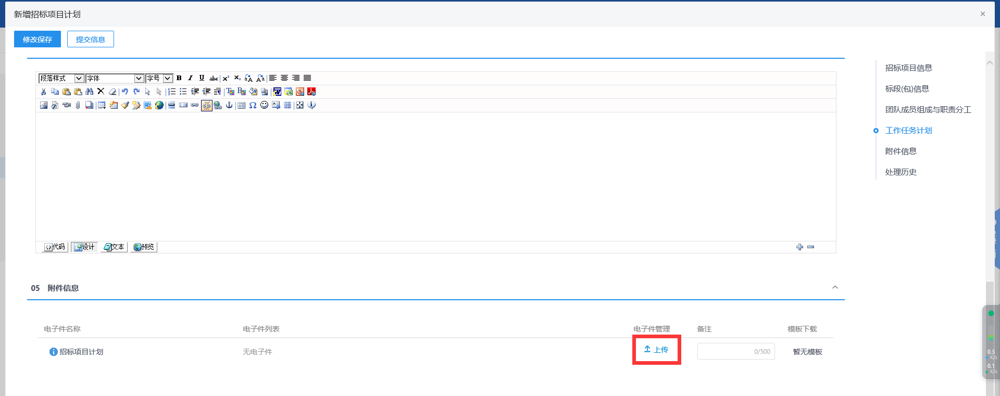 新增招标项目计划
×
修改保存 提交信息
段落样式 字体 字号 B I U abc x² x₂
代码 设计 文本 预览
招标项目信息
标段(包)信息
团队成员组成与职责分工
工作任务计划
附件信息
处理历史
05 附件信息
电子件名称 电子件列表 电子件管理 备注 模板下载
招标项目计划 无电子件 上传 0/500 暂无模板
0.3
K/s
0.1
K/s